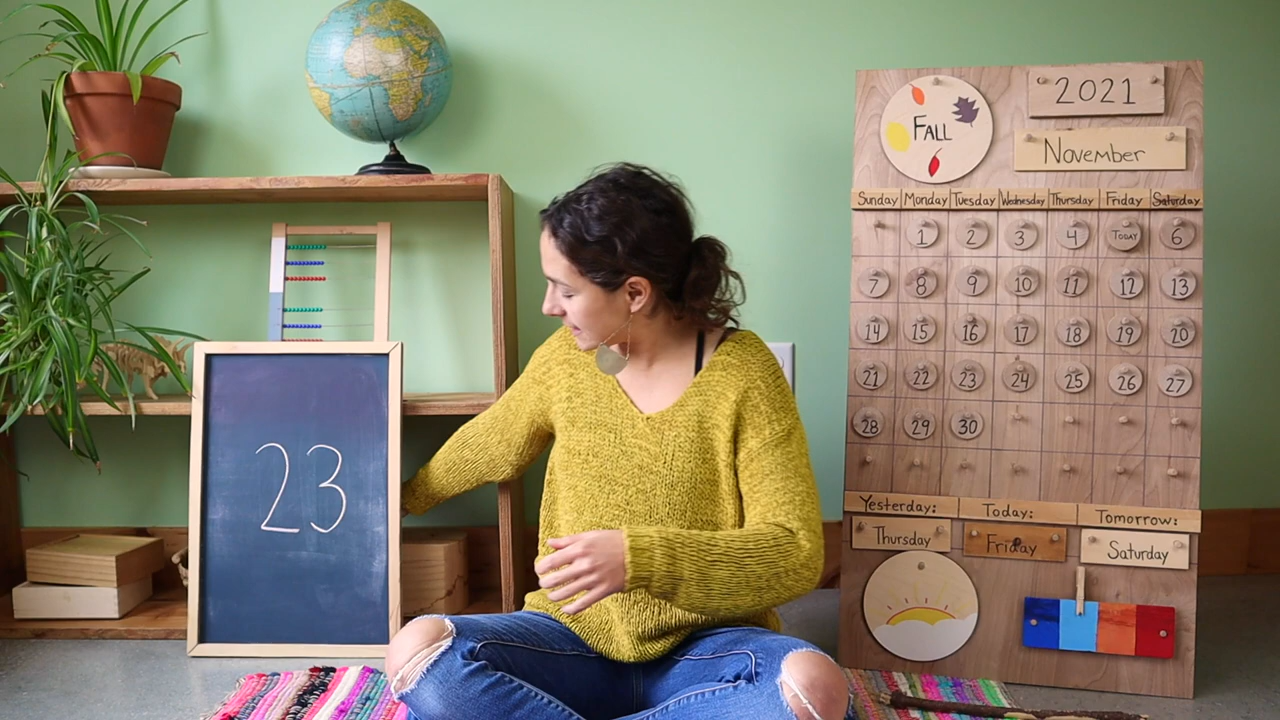 23
2021
FALL
November
Sunday Monday Tuesday Wednesday Thursday Friday Saturday
1 2 3 4 TODAY 6
7 8 9 10 11 12 13
14 15 16 17 18 19 20
21 22 23 24 25 26 27
28 29 30
Yesterday: Today: Tomorrow:
Thursday Friday Saturday